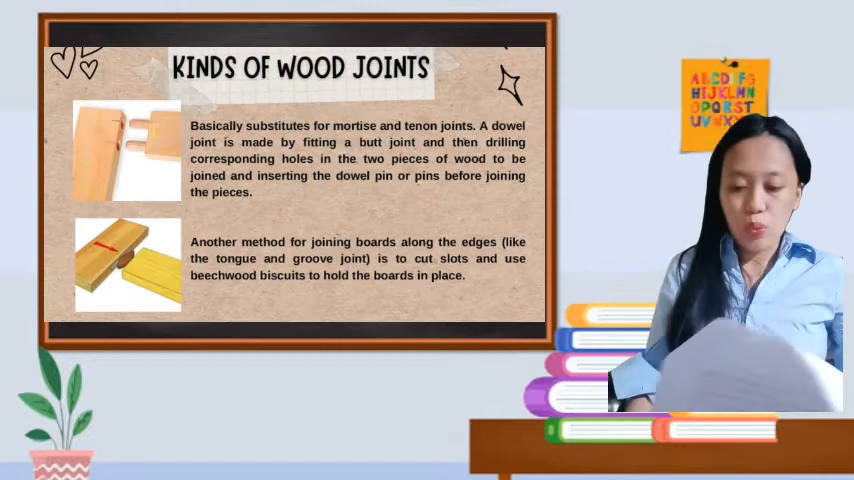 KINDS OF WOOD JOINTS
Basically substitutes for mortise and tenon joints. A dowel
joint is made by fitting a butt joint and then drilling
corresponding holes in the two pieces of wood to be
joined and inserting the dowel pin or pins before joining
the pieces.
Another method for joining boards along the edges (like
the tongue and groove joint) is to cut slots and use
beechwood biscuits to hold the boards in place.
ABCDEFG
HIJKLMN
OPQRST